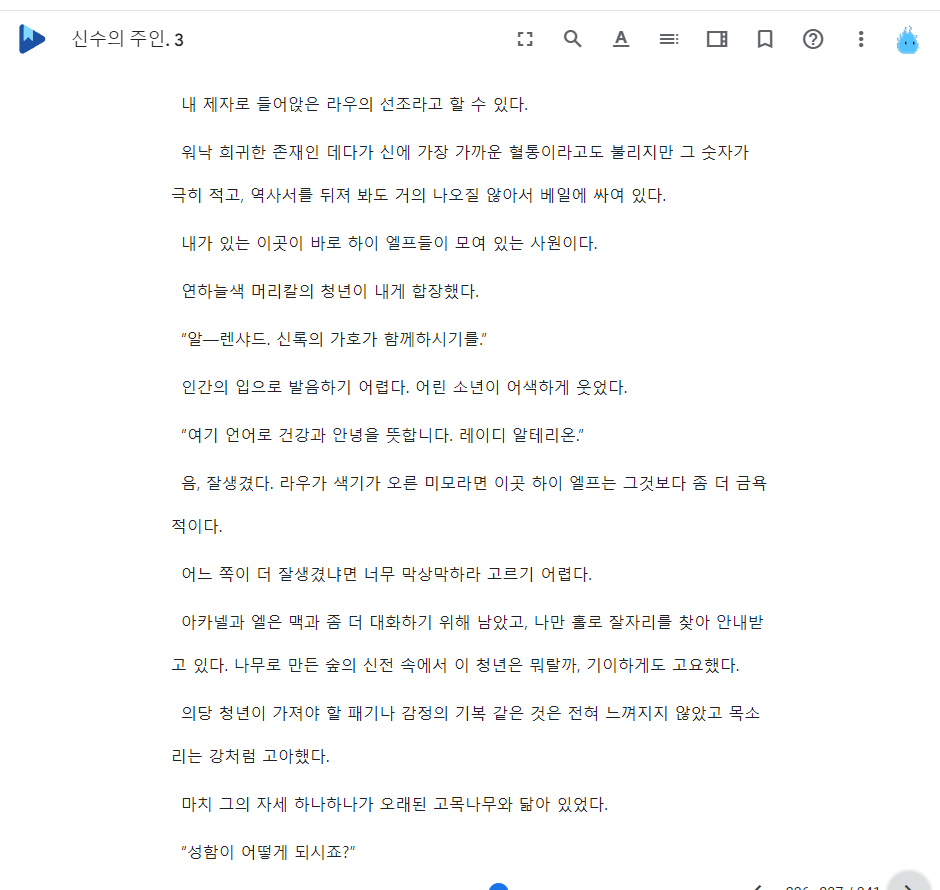 신수의 주인. 3
내 제자로 들어앉은 라우의 선조라고 할 수 있다.
워낙 희귀한 존재인 데다가 신에 가장 가까운 혈통이라고도 불리지만 그 숫자가
극히 적고, 역사서를 뒤져 봐도 거의 나오질 않아서 베일에 싸여 있다.
내가 있는 이곳이 바로 하이 엘프들이 모여 있는 사원이다.
연하늘색 머리칼의 청년이 내게 합장했다.
“알—렌샤드. 신록의 가호가 함께하시기를.”
인간의 입으로 발음하기 어렵다. 어린 소년이 어색하게 웃었다.
“여기 언어로 건강과 안녕을 뜻합니다. 레이디 알테리온.”
음, 잘생겼다. 라우가 색기가 오른 미모라면 이곳 하이 엘프는 그것보다 좀 더 금욕
적이다.
어느 쪽이 더 잘생겼냐면 너무 막상막하라 고르기 어렵다.
아카넬과 엘은 맥과 좀 더 대화하기 위해 남았고, 나만 홀로 잠자리를 찾아 안내받
고 있다. 나무로 만든 숲의 신전 속에서 이 청년은 뭐랄까, 기이하게도 고요했다.
의당 청년이 가져야 할 패기나 감정의 기복 같은 것은 전혀 느껴지지 않았고 목소
리는 강처럼 고아했다.
마치 그의 자세 하나하나가 오래된 고목나무와 닮아 있었다.
“성함이 어떻게 되시죠?”